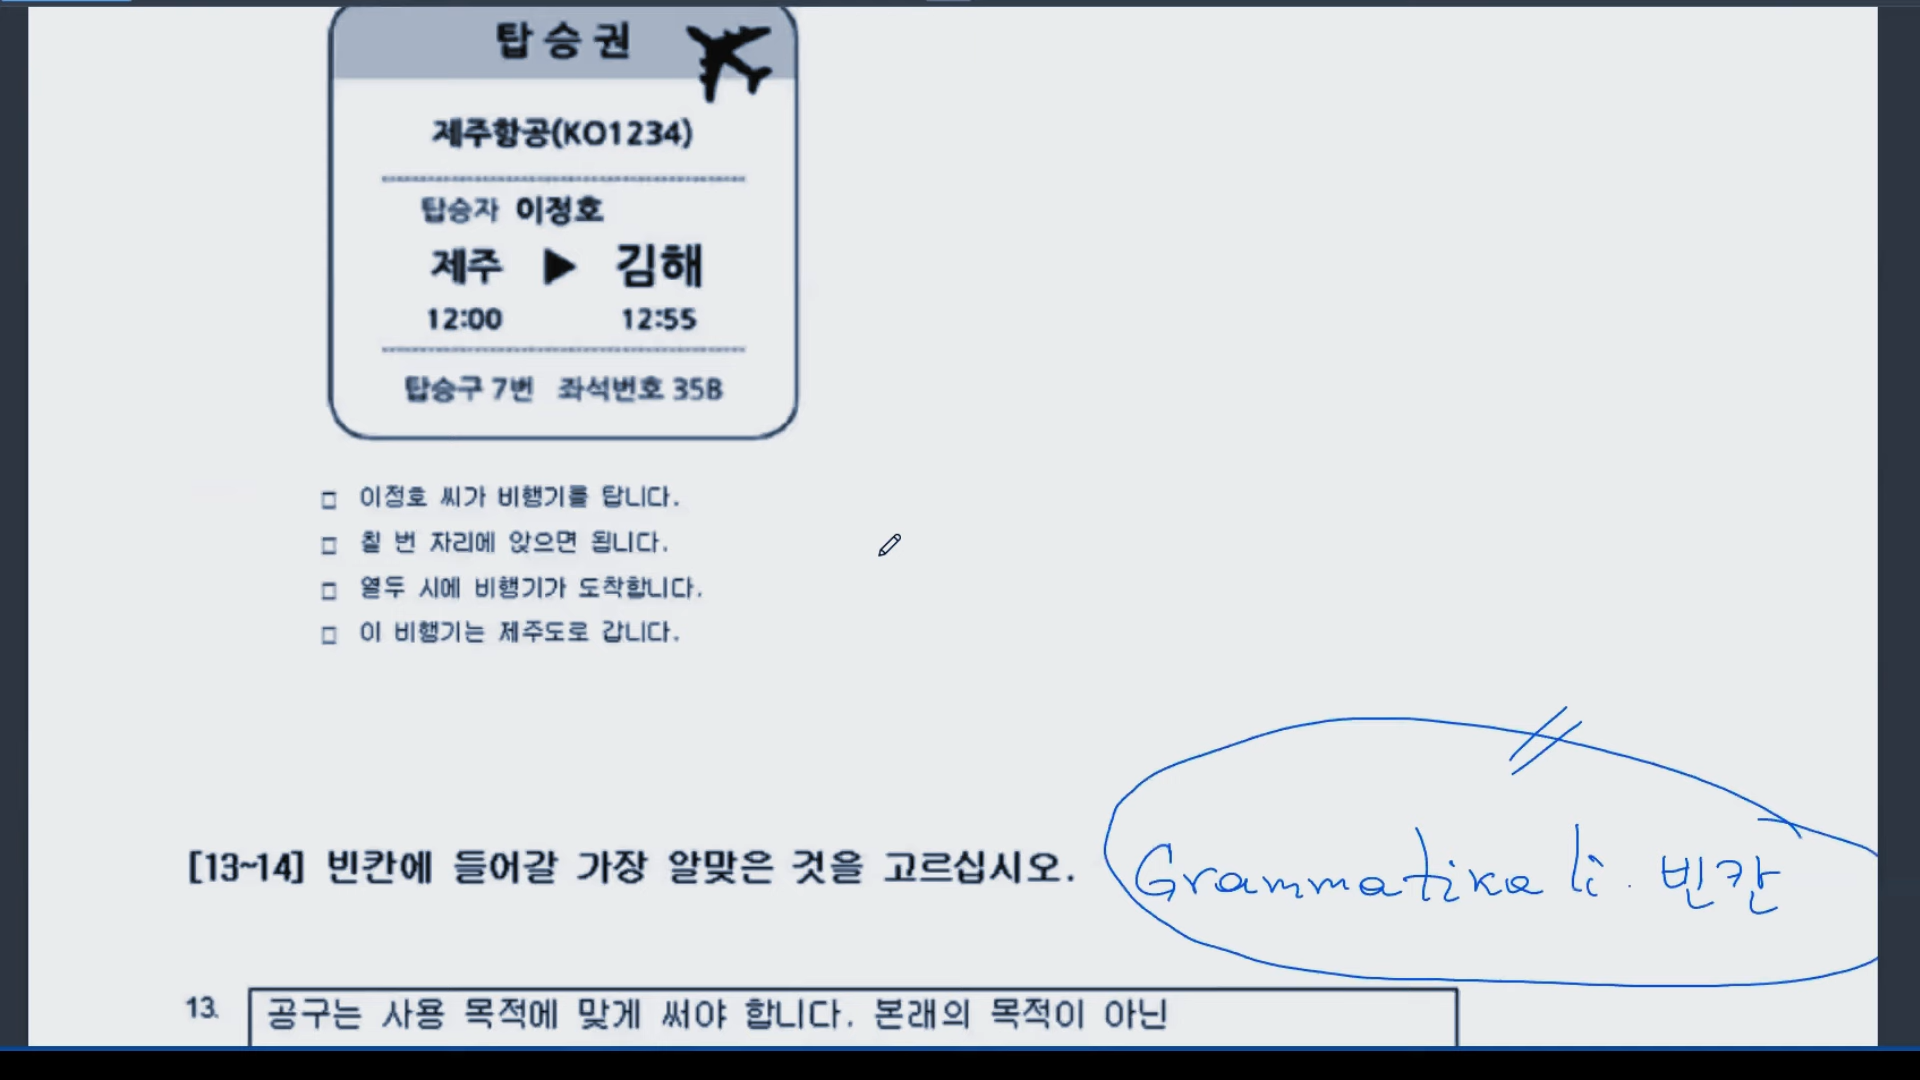 탑승권
제주항공(KO1234)
탑승자 이정호
제주 ▶ 김해
12:00 12:55
탑승구 7번 좌석번호 35B
□ 이정호 씨가 비행기를 탑니다.
□ 칠 번 자리에 앉으면 됩니다.
□ 열두 시에 비행기가 도착합니다.
□ 이 비행기는 제주도로 갑니다.
[13~14] 빈칸에 들어갈 가장 알맞은 것을 고르십시오.
Grammatika li. 빈칸
13. 공구는 사용 목적에 맞게 써야 합니다. 본래의 목적이 아닌